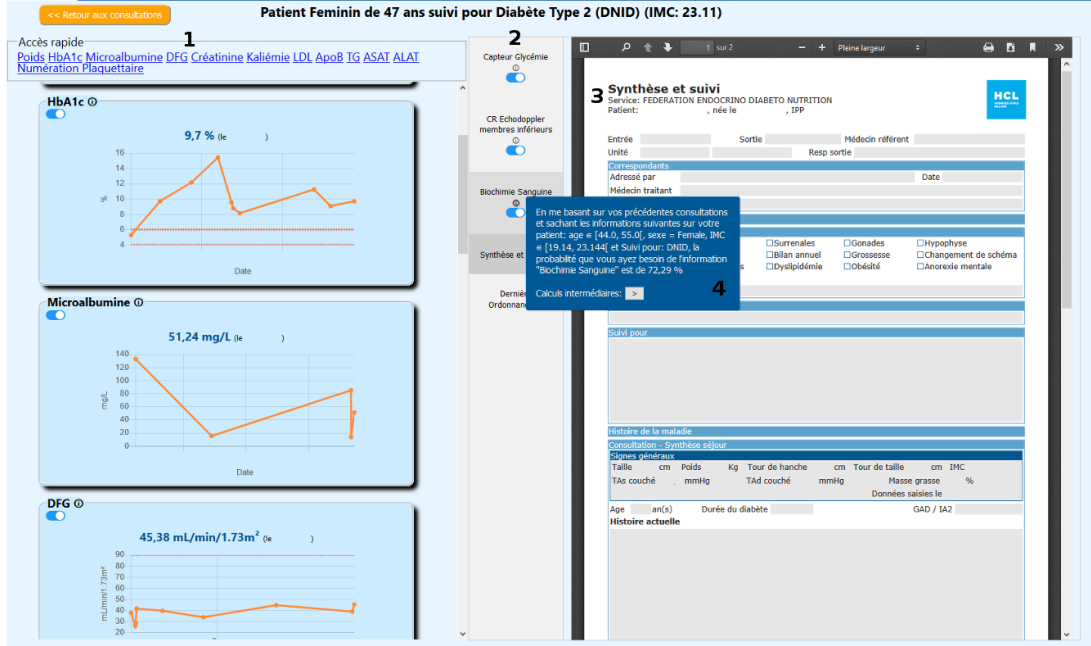 << Retour aux consultations
Patient Feminin de 47 ans suivi pour Diabète Type 2 (DNID) (IMC: 23.11)
Accès rapide
1
Poids HbA1c Microalbumine DFG Créatinine Kaliémie LDL ApoB TG ASAT ALAT
Numération Plaquettaire
HbA1c
9,7 % (le )
16
14
12
10
8
6
4
%
Date
Microalbumine
51,24 mg/L (le )
140
120
100
80
60
40
20
0
mg/L
Date
DFG
45,38 mL/min/1.73m² (le )
90
80
70
60
50
40
30
20
mL/min/1.73m²
2
Capteur Glycémie
CR Echodoppler
membres inférieurs
Biochimie Sanguine
Synthèse et
Derniè
Ordonnan
1 sur 2
− + Pleine largeur
3
Synthèse et suivi
Service: FEDERATION ENDOCRINO DIABETO NUTRITION
Patient: , née le , IPP
HCL
Entrée Sortie Médecin référent
Unité Resp sortie
Correspondants
Adressé par Date
Médecin traitant
En me basant sur vos précédentes consultations
et sachant les informations suivantes sur votre
patient: age ∈ [44.0, 55.0[, sexe = Female, IMC
∈ [19.14, 23.144[ et Suivi pour: DNID, la
probabilité que vous ayez besoin de l'information
"Biochimie Sanguine" est de 72,29 %
Calculs intermédiaires: >
4
Surrenales Gonades Hypophyse
Bilan annuel Grossesse Changement de schéma
s Dyslipidémie Obésité Anorexie mentale
Suivi pour
Histoire de la maladie
Consultation - Synthèse séjour
Signes généraux
Taille cm Poids Kg Tour de hanche cm Tour de taille cm IMC
TAs couché . mmHg TAd couché mmHg Masse grasse %
Données saisies le
Age an(s) Durée du diabète GAD / IA2
Histoire actuelle